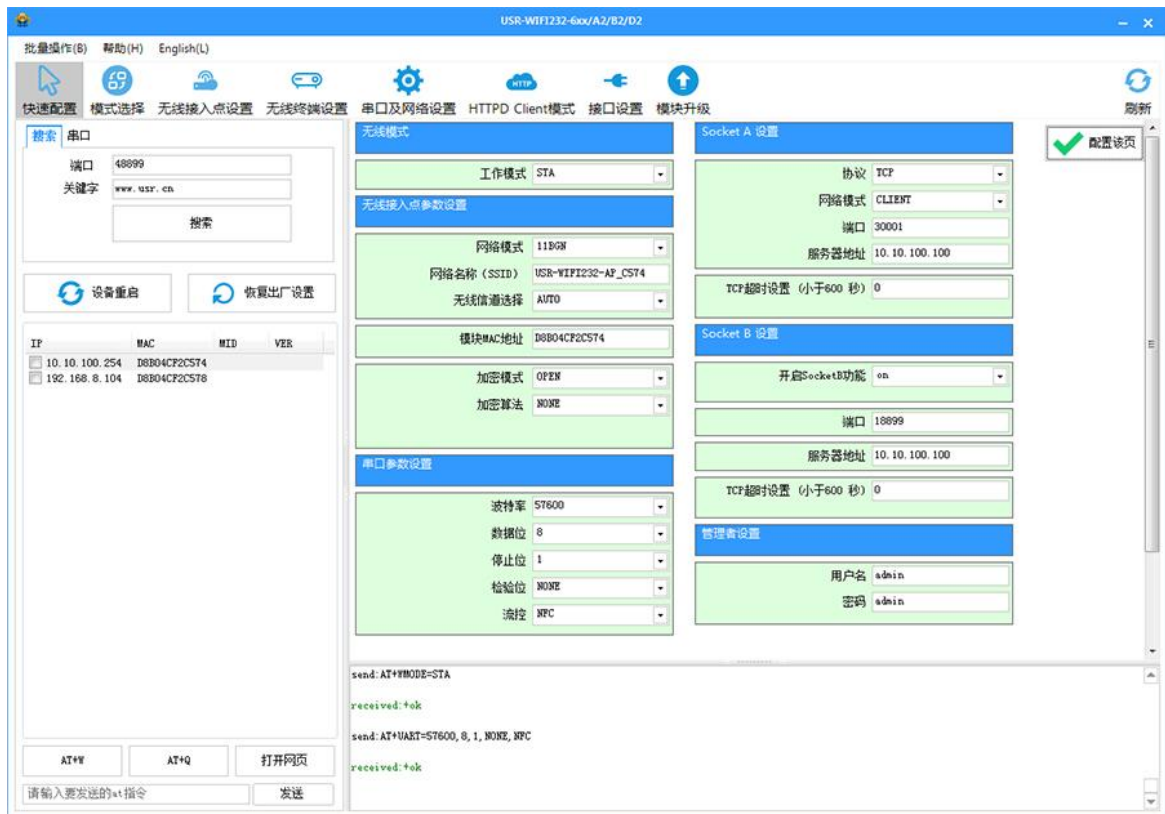 USR-WIFI232-6xx/A2/B2/D2
批量操作(B) 帮助(H) English(L)
HTTP
快速配置 模式选择 无线接入点设置 无线终端设置 串口及网络设置 HTTPD Client模式 接口设置 模块升级 刷新
搜索 串口
端口 48899
关键字 www.usr.cn
搜索
设备重启 恢复出厂设置
IP MAC MID VER
10.10.100.254 D8B04CF2C574
192.168.8.104 D8B04CF2C578
AT+W AT+Q 打开网页
请输入要发送的at指令 发送
无线模式
工作模式 STA
无线接入点参数设置
网络模式 11BGN
网络名称 (SSID) USR-WIFI232-AP_C574
无线信道选择 AUTO
模块MAC地址 D8B04CF2C574
加密模式 OPEN
加密算法 NONE
串口参数设置
波特率 57600
数据位 8
停止位 1
检验位 NONE
流控 NFC
Socket A 设置
协议 TCP
网络模式 CLIENT
端口 30001
服务器地址 10.10.100.100
TCP超时设置 (小于600 秒) 0
Socket B 设置
开启SocketB功能 on
端口 18899
服务器地址 10.10.100.100
TCP超时设置 (小于600 秒) 0
管理者设置
用户名 admin
密码 admin
配置该页
send:AT+WMODE=STA
received:+ok
send:AT+UART=57600,8,1,NONE,NFC
received:+ok